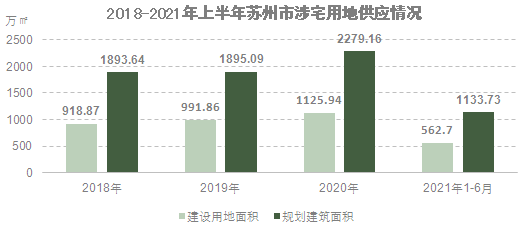 2018-2021年上半年苏州市涉宅用地供应情况
万㎡
2500
2000
1500
1000
500
0
918.87
1893.64
991.86
1895.09
1125.94
2279.16
562.7
1133.73
2018年
2019年
2020年
2021年1-6月
建设用地面积
规划建筑面积